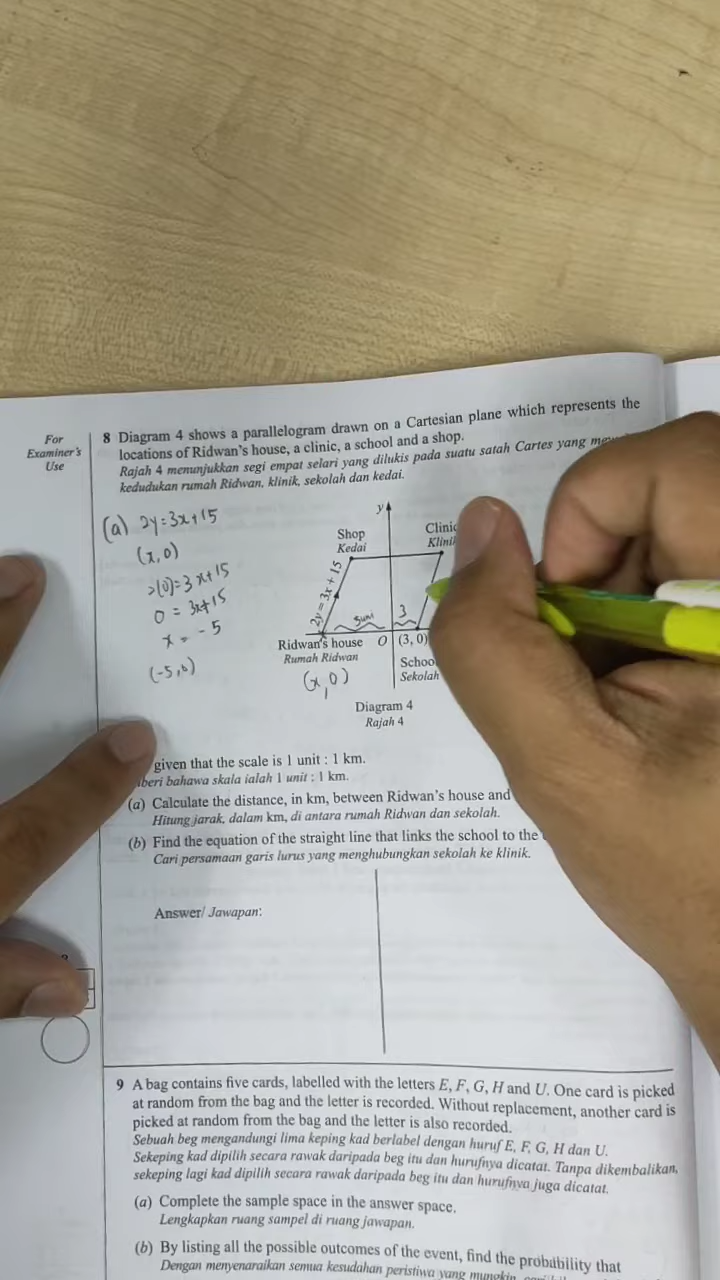 For
Examiner's
Use
8 Diagram 4 shows a parallelogram drawn on a Cartesian plane which represents the
locations of Ridwan's house, a clinic, a school and a shop.
Rajah 4 menunjukkan segi empat selari yang dilukis pada suatu satah Cartes yang
kedudukan rumah Ridwan, klinik, sekolah dan kedai.
(a) 2y=3x+15
(x,0)
2(0)=3x+15
0 = 3x+15
x = -5
(-5,0)
y
Shop
Kedai
Clinic
Klinik
2y = 3x + 15
5uni
3
Ridwan's house O (3, 0)
Rumah Ridwan
School
Sekolah
(x,0)
Diagram 4
Rajah 4
given that the scale is 1 unit : 1 km.
beri bahawa skala ialah 1 unit : 1 km.
(a) Calculate the distance, in km, between Ridwan's house and
Hitung jarak, dalam km, di antara rumah Ridwan dan sekolah.
(b) Find the equation of the straight line that links the school to the
Cari persamaan garis lurus yang menghubungkan sekolah ke klinik.
Answer/ Jawapan:
9 A bag contains five cards, labelled with the letters E, F, G, H and U. One card is picked
at random from the bag and the letter is recorded. Without replacement, another card is
picked at random from the bag and the letter is also recorded.
Sebuah beg mengandungi lima keping kad berlabel dengan huruf E, F, G, H dan U.
Sekeping kad dipilih secara rawak daripada beg itu dan hurufnya dicatat. Tanpa dikembalikan,
sekeping lagi kad dipilih secara rawak daripada beg itu dan hurufnya juga dicatat.
(a) Complete the sample space in the answer space.
Lengkapkan ruang sampel di ruang jawapan.
(b) By listing all the possible outcomes of the event, find the probability that
Dengan menyenaraikan semua kesudahan peristiwa yang mungkin,